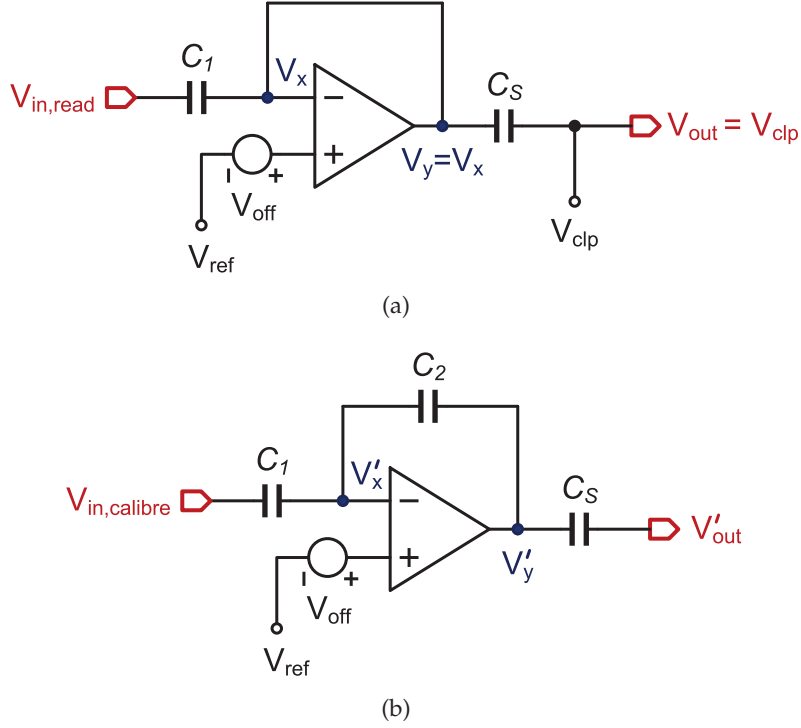 C1
Vin,read
Vx
−
+
CS
Vout = Vclp
Vy=Vx
- +
Voff
Vref
Vclp
(a)
C2
C1
V′x
Vin,calibre
−
+
CS
V′out
V′y
- +
Voff
Vref
(b)